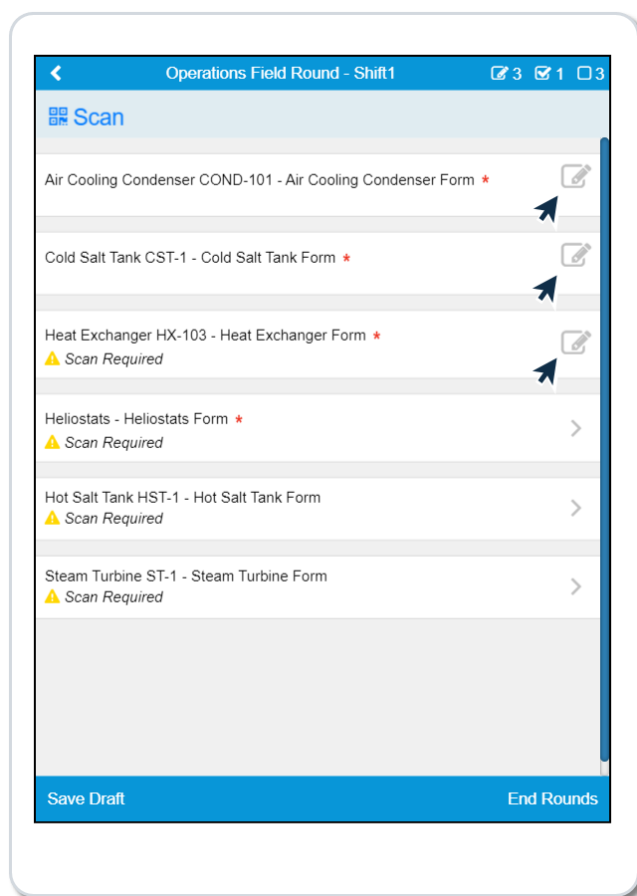 Operations Field Round - Shift1 3 1 3
Scan
Air Cooling Condenser COND-101 - Air Cooling Condenser Form *
Cold Salt Tank CST-1 - Cold Salt Tank Form *
Heat Exchanger HX-103 - Heat Exchanger Form *
Scan Required
Heliostats - Heliostats Form *
Scan Required
Hot Salt Tank HST-1 - Hot Salt Tank Form
Scan Required
Steam Turbine ST-1 - Steam Turbine Form
Scan Required
Save Draft End Rounds